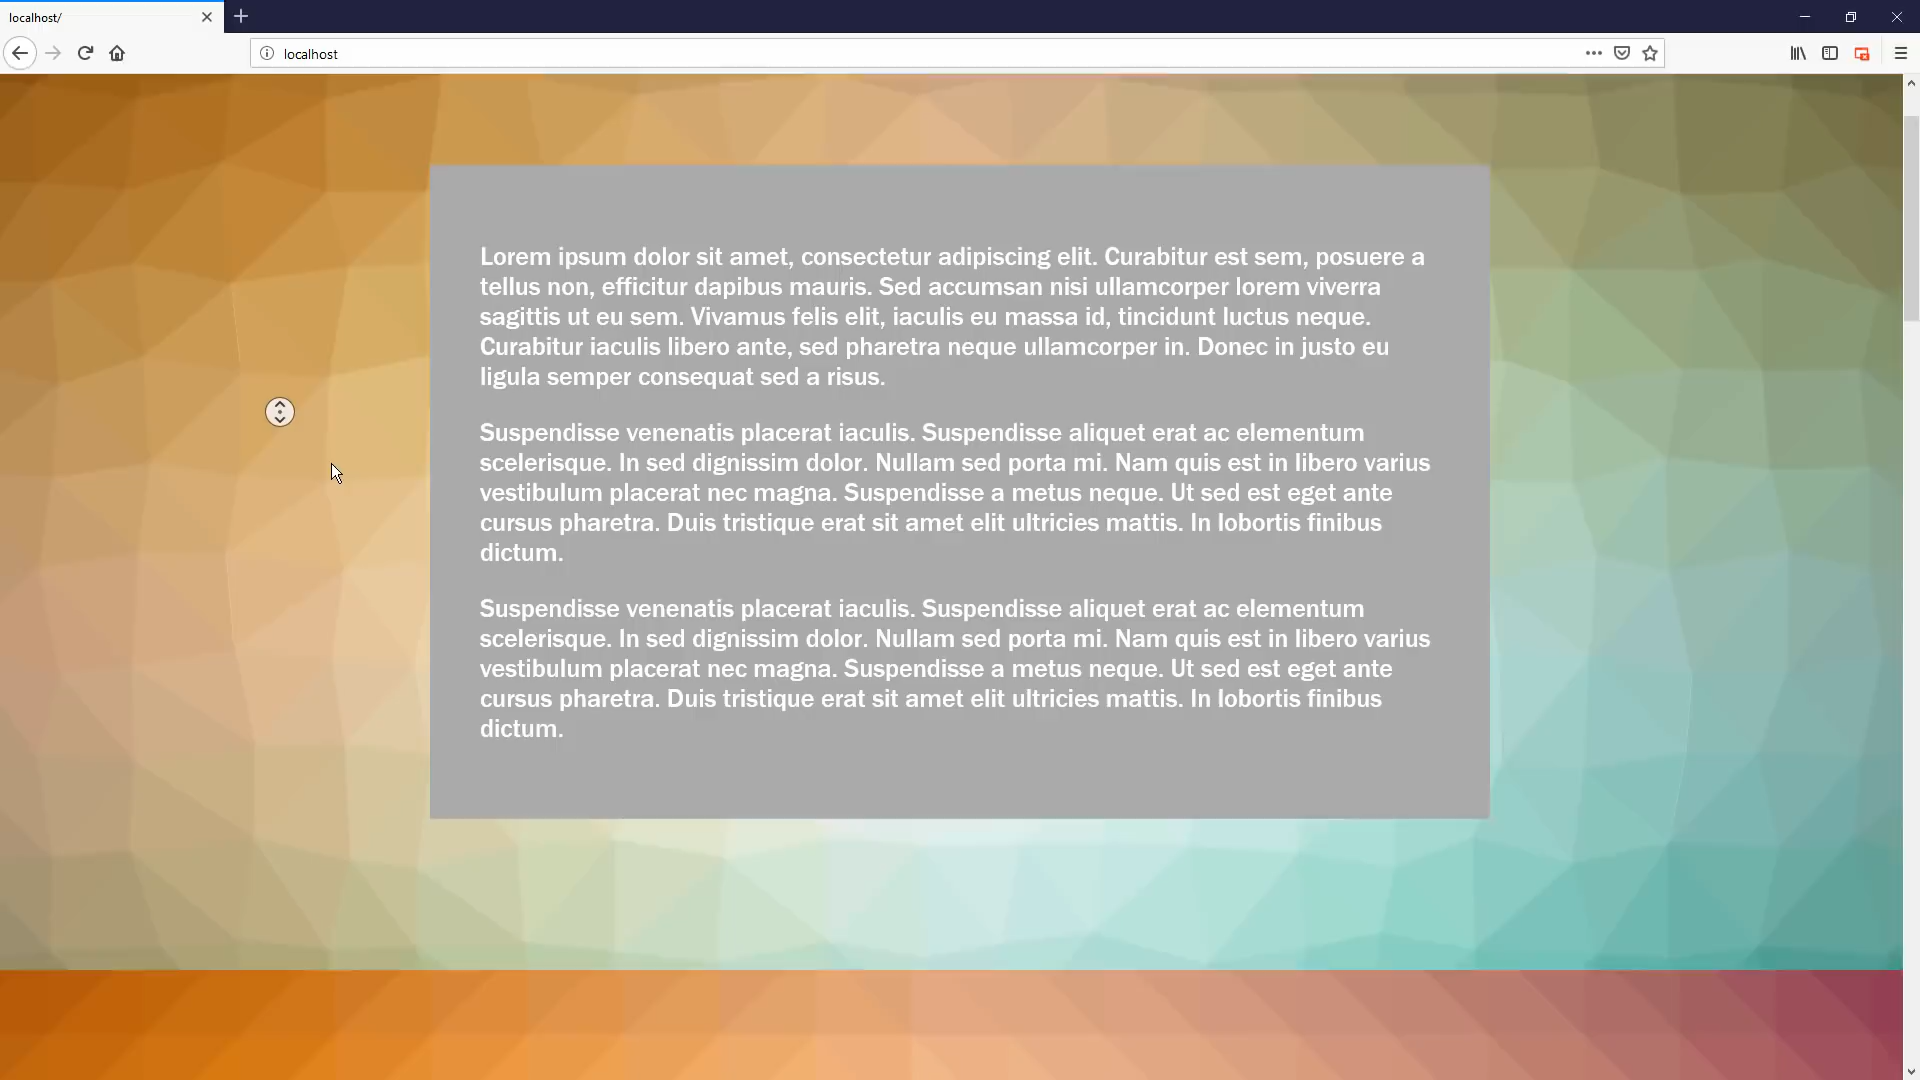 localhost/
localhost
Lorem ipsum dolor sit amet, consectetur adipiscing elit. Curabitur est sem, posuere a
tellus non, efficitur dapibus mauris. Sed accumsan nisi ullamcorper lorem viverra
sagittis ut eu sem. Vivamus felis elit, iaculis eu massa id, tincidunt luctus neque.
Curabitur iaculis libero ante, sed pharetra neque ullamcorper in. Donec in justo eu
ligula semper consequat sed a risus.
Suspendisse venenatis placerat iaculis. Suspendisse aliquet erat ac elementum
scelerisque. In sed dignissim dolor. Nullam sed porta mi. Nam quis est in libero varius
vestibulum placerat nec magna. Suspendisse a metus neque. Ut sed est eget ante
cursus pharetra. Duis tristique erat sit amet elit ultricies mattis. In lobortis finibus
dictum.
Suspendisse venenatis placerat iaculis. Suspendisse aliquet erat ac elementum
scelerisque. In sed dignissim dolor. Nullam sed porta mi. Nam quis est in libero varius
vestibulum placerat nec magna. Suspendisse a metus neque. Ut sed est eget ante
cursus pharetra. Duis tristique erat sit amet elit ultricies mattis. In lobortis finibus
dictum.